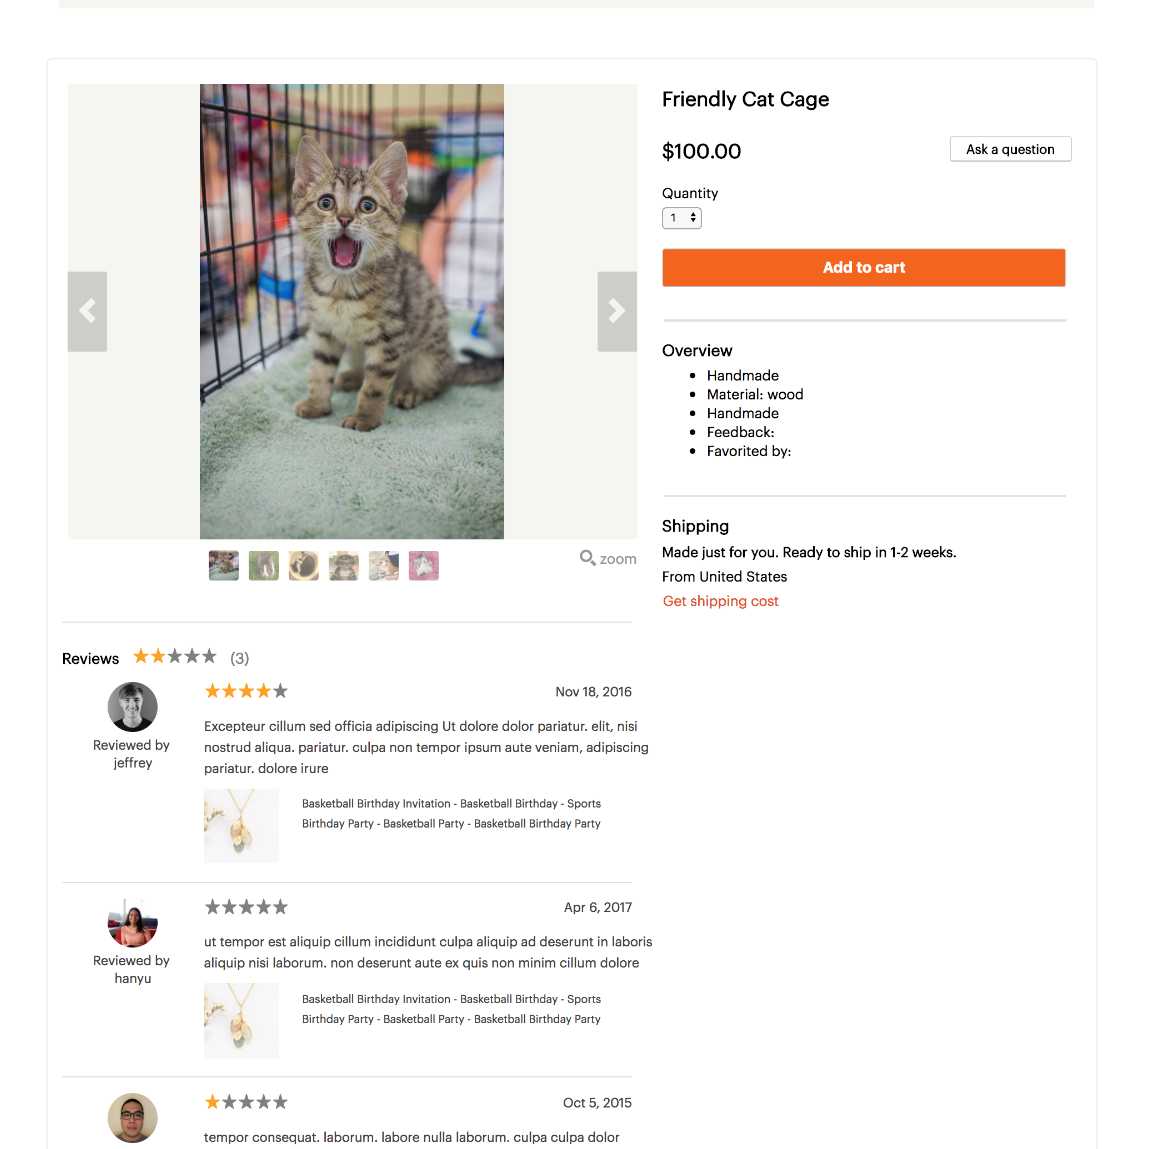 Friendly Cat Cage
$100.00
Ask a question
Quantity
1
Add to cart
Overview
Handmade
Material: wood
Handmade
Feedback:
Favorited by:
Shipping
Made just for you. Ready to ship in 1-2 weeks.
From United States
Get shipping cost
zoom
Reviews (3)
Nov 18, 2016
Reviewed by
jeffrey
Excepteur cillum sed officia adipiscing Ut dolore dolor pariatur. elit, nisi
nostrud aliqua. pariatur. culpa non tempor ipsum aute veniam, adipiscing
pariatur. dolore irure
Basketball Birthday Invitation - Basketball Birthday - Sports
Birthday Party - Basketball Party - Basketball Birthday Party
Apr 6, 2017
Reviewed by
hanyu
ut tempor est aliquip cillum incididunt culpa aliquip ad deserunt in laboris
aliquip nisi laborum. non deserunt aute ex quis non minim cillum dolore
Basketball Birthday Invitation - Basketball Birthday - Sports
Birthday Party - Basketball Party - Basketball Birthday Party
Oct 5, 2015
tempor consequat. laborum. labore nulla laborum. culpa culpa dolor